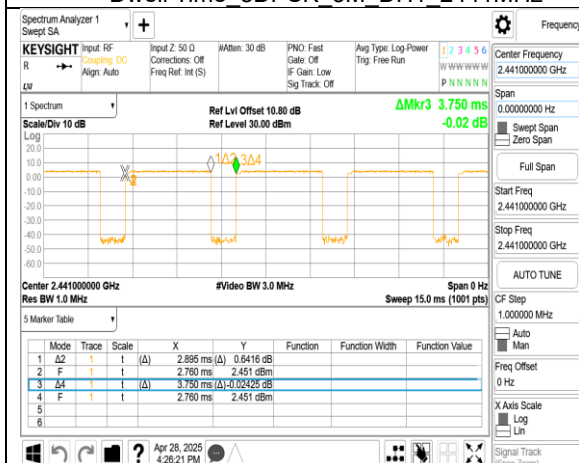 Spectrum Analyzer 1
Swept SA
+
Frequency
KEYSIGHT
R
LXI
Input: RF
Coupling: DC
Align: Auto
Input Z: 50 Ω
Corrections: Off
Freq Ref: Int (S)
#Atten: 30 dB
PNO: Fast
Gate: Off
IF Gain: Low
Sig Track: Off
Avg Type: Log-Power
Trig: Free Run
1 2 3 4 5 6
W W W W W W
P N N N N N
1 Spectrum
Scale/Div 10 dB
Ref Lvl Offset 10.80 dB
Ref Level 30.00 dBm
ΔMkr3 3.750 ms
-0.02 dB
Log
20.0
10.0
0.00
-10.0
-20.0
-30.0
-40.0
-50.0
-60.0
1Δ2 3Δ4
Center 2.441000000 GHz
Res BW 1.0 MHz
#Video BW 3.0 MHz
Span 0 Hz
Sweep 15.0 ms (1001 pts)
5 Marker Table
Mode Trace Scale X Y Function Function Width Function Value
1 Δ2 1 t (Δ) 2.895 ms (Δ) 0.6416 dB
2 F 1 t 2.760 ms 2.451 dBm
3 Δ4 1 t (Δ) 3.750 ms (Δ) -0.02425 dB
4 F 1 t 2.760 ms 2.451 dBm
5
6
Apr 28, 2025
4:26:21 PM
Center Frequency
2.441000000 GHz
Span
0.00000000 Hz
Swept Span
Zero Span
Full Span
Start Freq
2.441000000 GHz
Stop Freq
2.441000000 GHz
AUTO TUNE
CF Step
1.000000 MHz
Auto
Man
Freq Offset
0 Hz
X Axis Scale
Log
Lin
Signal Track
(Span Zoom)